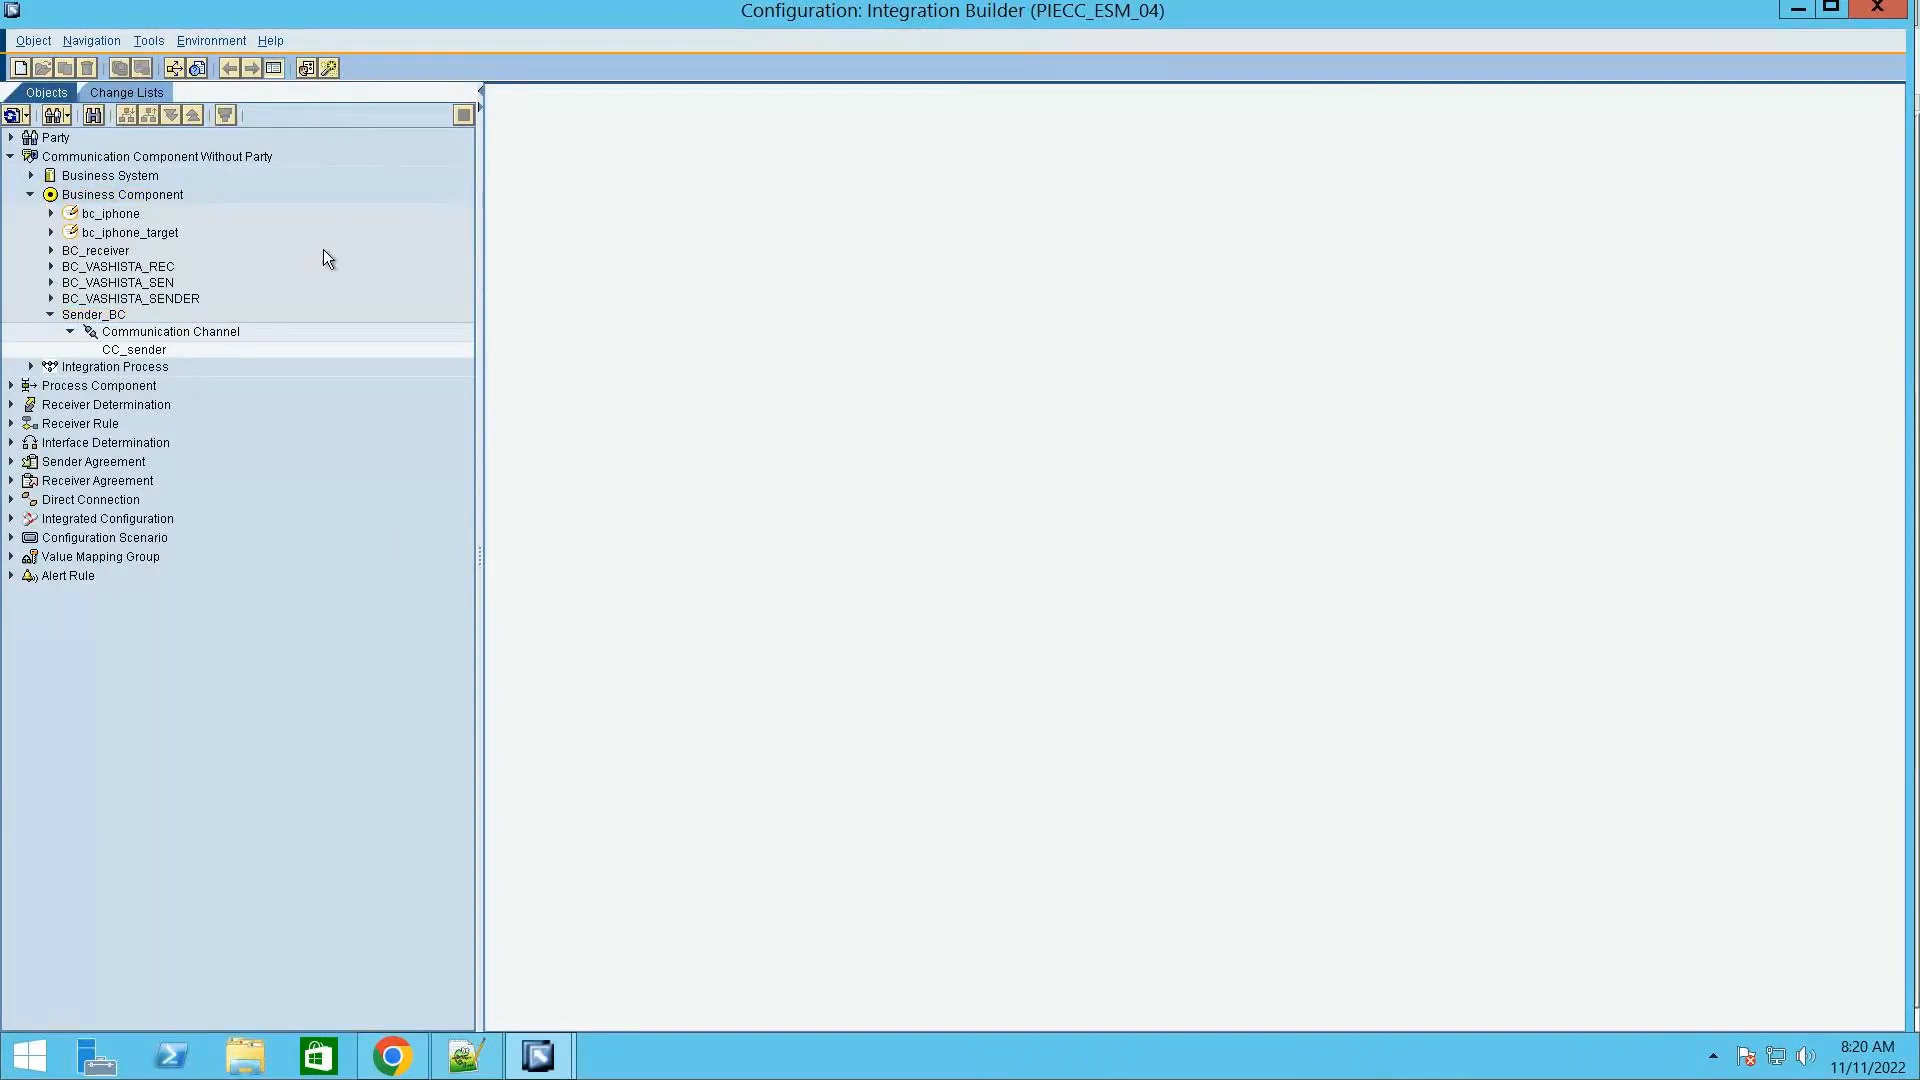 Configuration: Integration Builder (PIECC_ESM_04)
Object Navigation Tools Environment Help
Objects Change Lists
Party
Communication Component Without Party
Business System
Business Component
bc_iphone
bc_iphone_target
BC_receiver
BC_VASHISTA_REC
BC_VASHISTA_SEN
BC_VASHISTA_SENDER
Sender_BC
Communication Channel
CC_sender
Integration Process
Process Component
Receiver Determination
Receiver Rule
Interface Determination
Sender Agreement
Receiver Agreement
Direct Connection
Integrated Configuration
Configuration Scenario
Value Mapping Group
Alert Rule
8:20 AM
11/11/2022